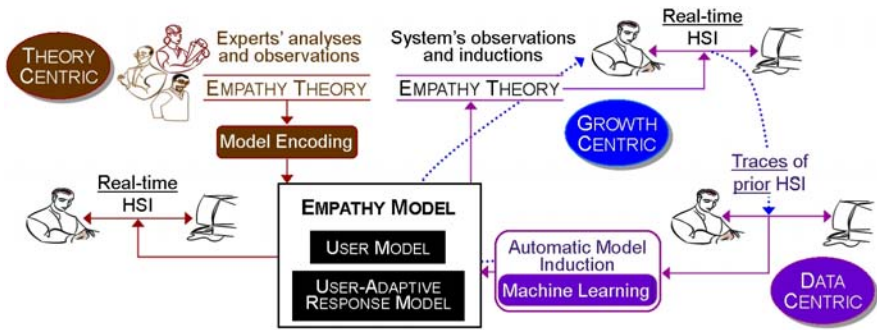 THEORY
CENTRIC
Experts' analyses
and observations
EMPATHY THEORY
Model Encoding
System's observations
and inductions
EMPATHY THEORY
Real-time
HSI
GROWTH
CENTRIC
Traces of
prior HSI
Real-time
HSI
EMPATHY MODEL
USER MODEL
USER-ADAPTIVE
RESPONSE MODEL
Automatic Model
Induction
Machine Learning
DATA
CENTRIC